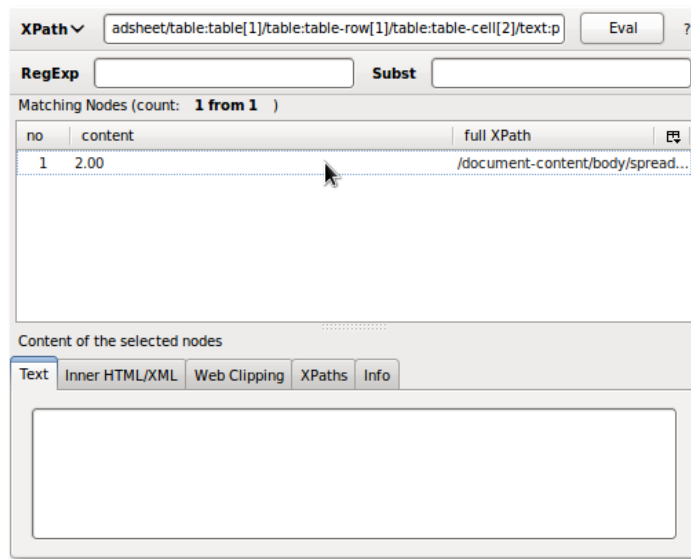 XPath adsheet/table:table[1]/table:table-row[1]/table:table-cell[2]/text:p Eval ?
RegExp Subst
Matching Nodes (count: 1 from 1 )
no content full XPath
1 2.00 /document-content/body/spread...
Content of the selected nodes
Text Inner HTML/XML Web Clipping XPaths Info